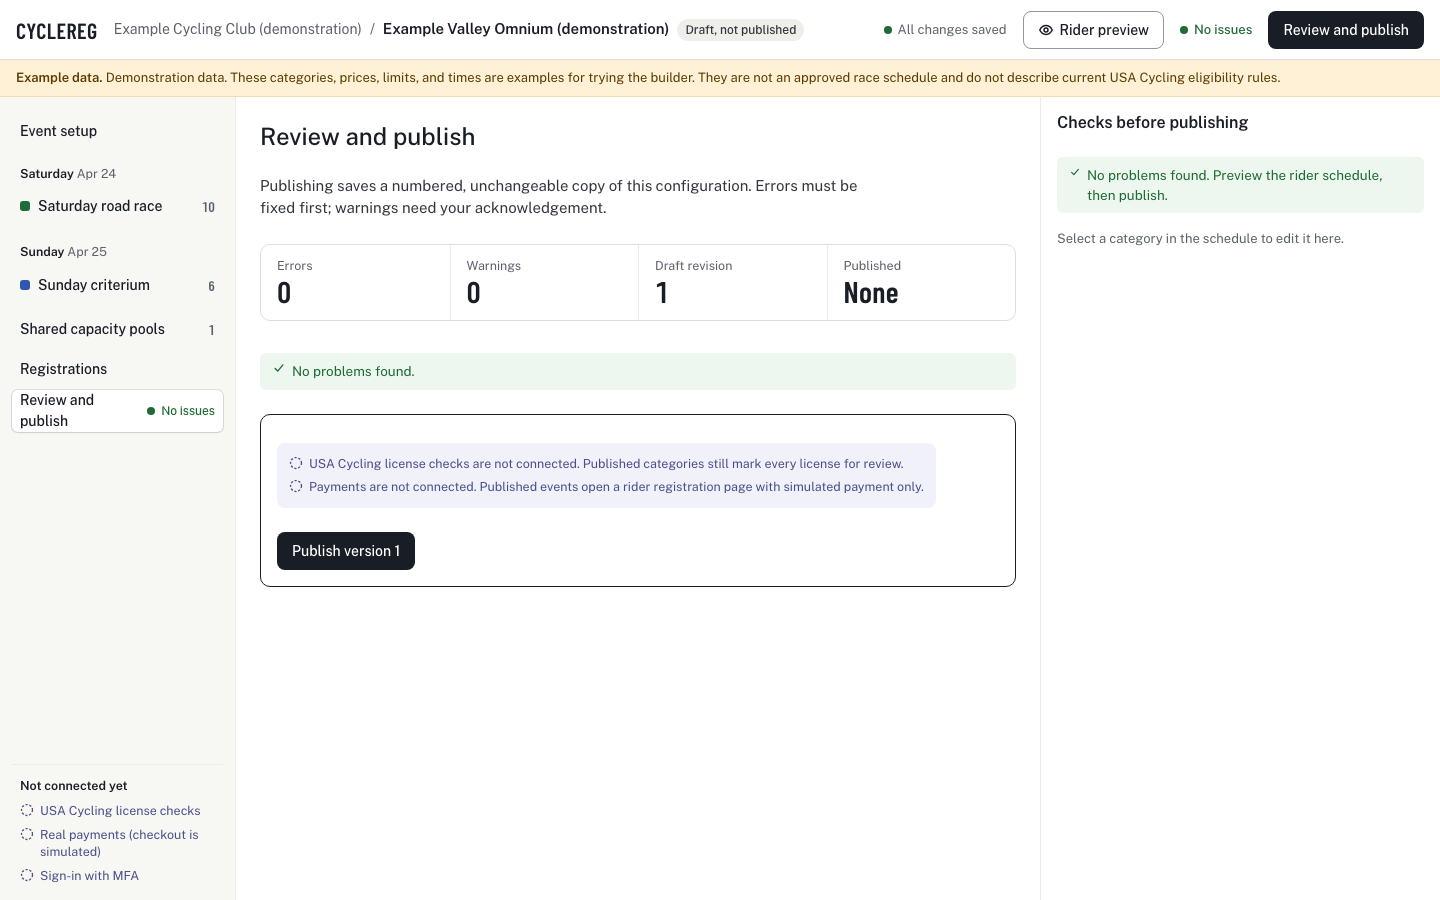 CYCLEREG
Example Cycling Club (demonstration) / Example Valley Omnium (demonstration)
Draft, not published
All changes saved
Rider preview
No issues
Review and publish
Example data. Demonstration data. These categories, prices, limits, and times are examples for trying the builder. They are not an approved race schedule and do not describe current USA Cycling eligibility rules.
Event setup
Saturday Apr 24
Saturday road race 10
Sunday Apr 25
Sunday criterium 6
Shared capacity pools 1
Registrations
Review and
publish
No issues
Not connected yet
USA Cycling license checks
Real payments (checkout is
simulated)
Sign-in with MFA
Review and publish
Publishing saves a numbered, unchangeable copy of this configuration. Errors must be
fixed first; warnings need your acknowledgement.
Errors
0
Warnings
0
Draft revision
1
Published
None
No problems found.
USA Cycling license checks are not connected. Published categories still mark every license for review.
Payments are not connected. Published events open a rider registration page with simulated payment only.
Publish version 1
Checks before publishing
No problems found. Preview the rider schedule,
then publish.
Select a category in the schedule to edit it here.